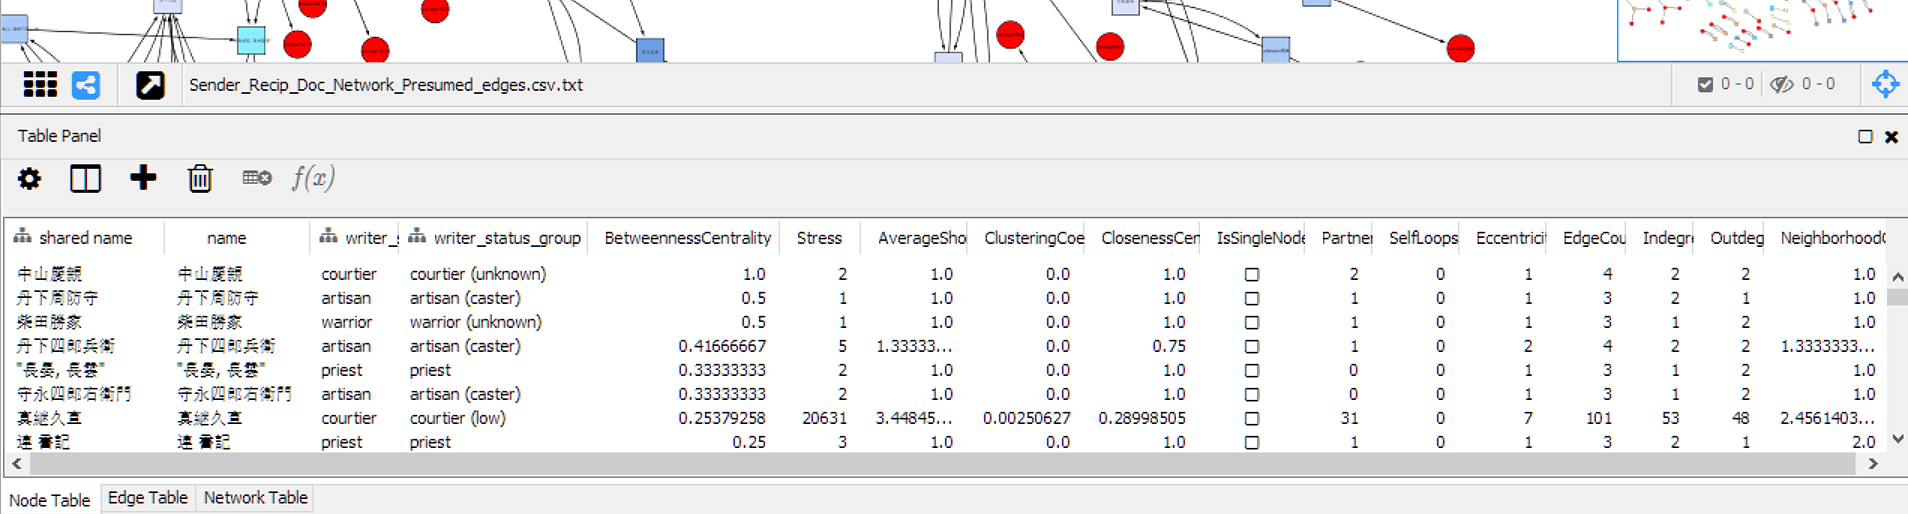 Sender_Recip_Doc_Network_Presumed_edges.csv.txt 0 - 0 0 - 0
Table Panel
f(x)
shared name name writer_s writer_status_group BetweennessCentrality Stress AverageSho ClusteringCoe ClosenessCen IsSingleNode Partner SelfLoops Eccentricit EdgeCou Indegr Outdeg Neighborhood
中山慶親 中山慶親 courtier courtier (unknown) 1.0 2 1.0 0.0 1.0 2 0 1 4 2 2 1.0
丹下周防守 丹下周防守 artisan artisan (caster) 0.5 1 1.0 0.0 1.0 1 0 1 3 2 1 1.0
柴田勝家 柴田勝家 warrior warrior (unknown) 0.5 1 1.0 0.0 1.0 1 0 1 3 1 2 1.0
丹下四郎兵衛 丹下四郎兵衛 artisan artisan (caster) 0.41666667 5 1.33333... 0.0 0.75 1 0 2 4 2 2 1.3333333...
"長晏, 長雲" "長晏, 長雲" priest priest 0.33333333 2 1.0 0.0 1.0 0 0 1 3 1 2 1.0
守永四郎右衛門 守永四郎右衛門 artisan artisan (caster) 0.33333333 2 1.0 0.0 1.0 0 0 1 3 1 2 1.0
真継久直 真継久直 courtier courtier (low) 0.25379258 20631 3.44845... 0.00250627 0.28998505 31 0 7 101 53 48 2.4561403...
達 書記 達 書記 priest priest 0.25 3 1.0 0.0 1.0 1 0 1 3 2 1 2.0
Node Table Edge Table Network Table